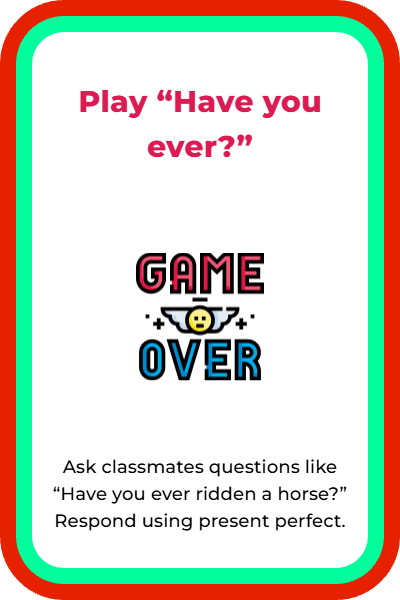 Play “Have you
ever?”
GAME
OVER
Ask classmates questions like
“Have you ever ridden a horse?”
Respond using present perfect.